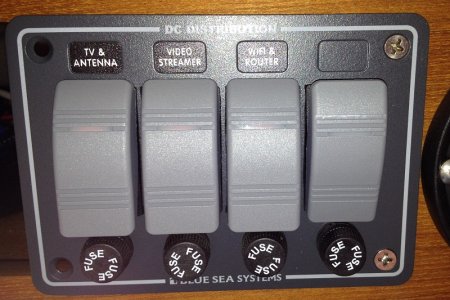 DC DISTRIBUTION
TV &
ANTENNA
VIDEO
STREAMER
WIFI &
ROUTER
FUSE FUSE
FUSE FUSE
FUSE FUSE
FUSE FUSE
BLUE SEA SYSTEMS